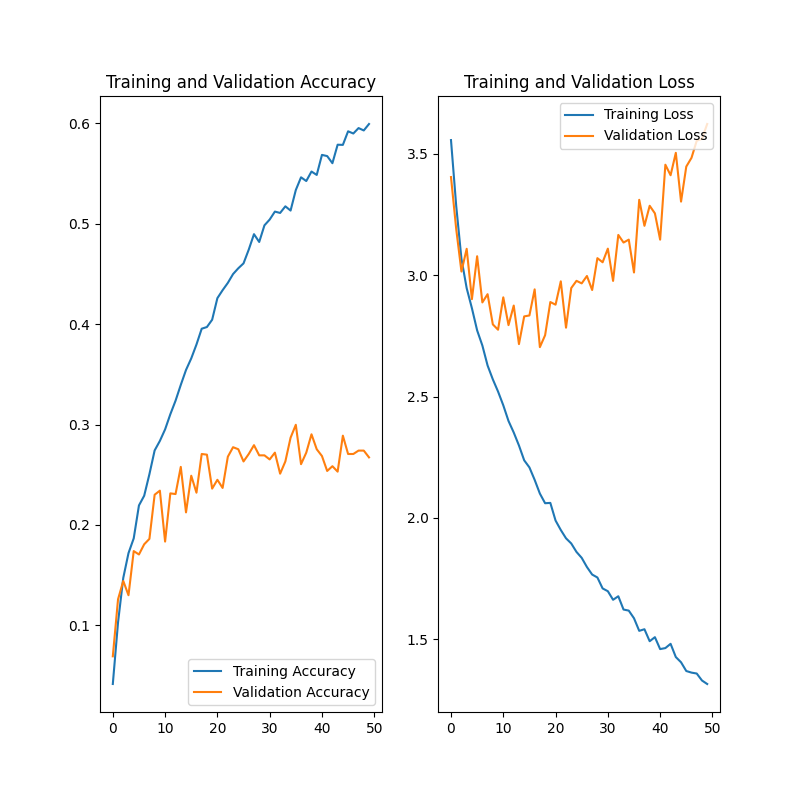 Training and Validation Accuracy
0.6
0.5
0.4
0.3
0.2
0.1
0 10 20 30 40 50
Training Accuracy
Validation Accuracy
Training and Validation Loss
3.5
3.0
2.5
2.0
1.5
0 10 20 30 40 50
Training Loss
Validation Loss